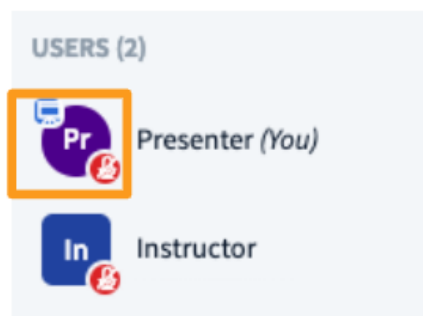 USERS (2)
Pr Presenter (You)
In Instructor